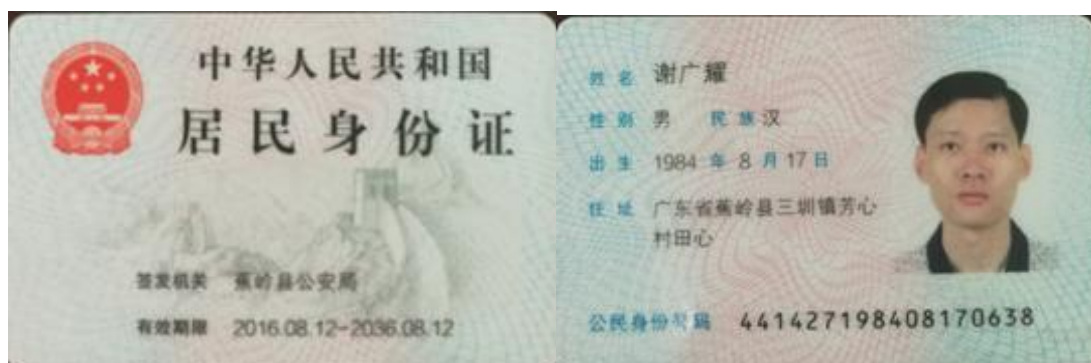 中华人民共和国
居民身份证
签发机关 蕉岭县公安局
有效期限 2016.08.12-2036.08.12
姓名 谢广耀
性别 男 民族 汉
出生 1984 年 8 月 17 日
住址 广东省蕉岭县三圳镇芳心
村田心
公民身份号码 441427198408170638